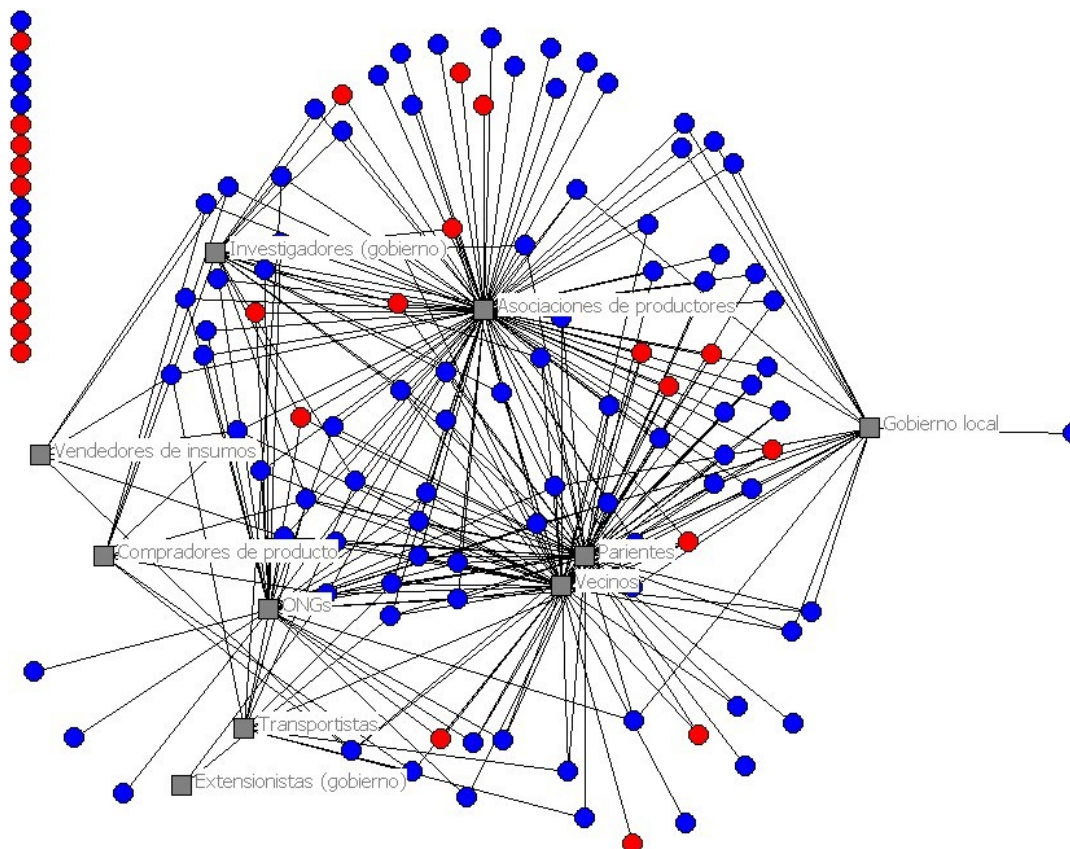 Investigadores (gobierno)
Asociaciones de productores
Gobierno local
Vendedores de insumos
Compradores de producto
Parientes
Vecinos
ONGs
Transportistas
Extensionistas (gobierno)